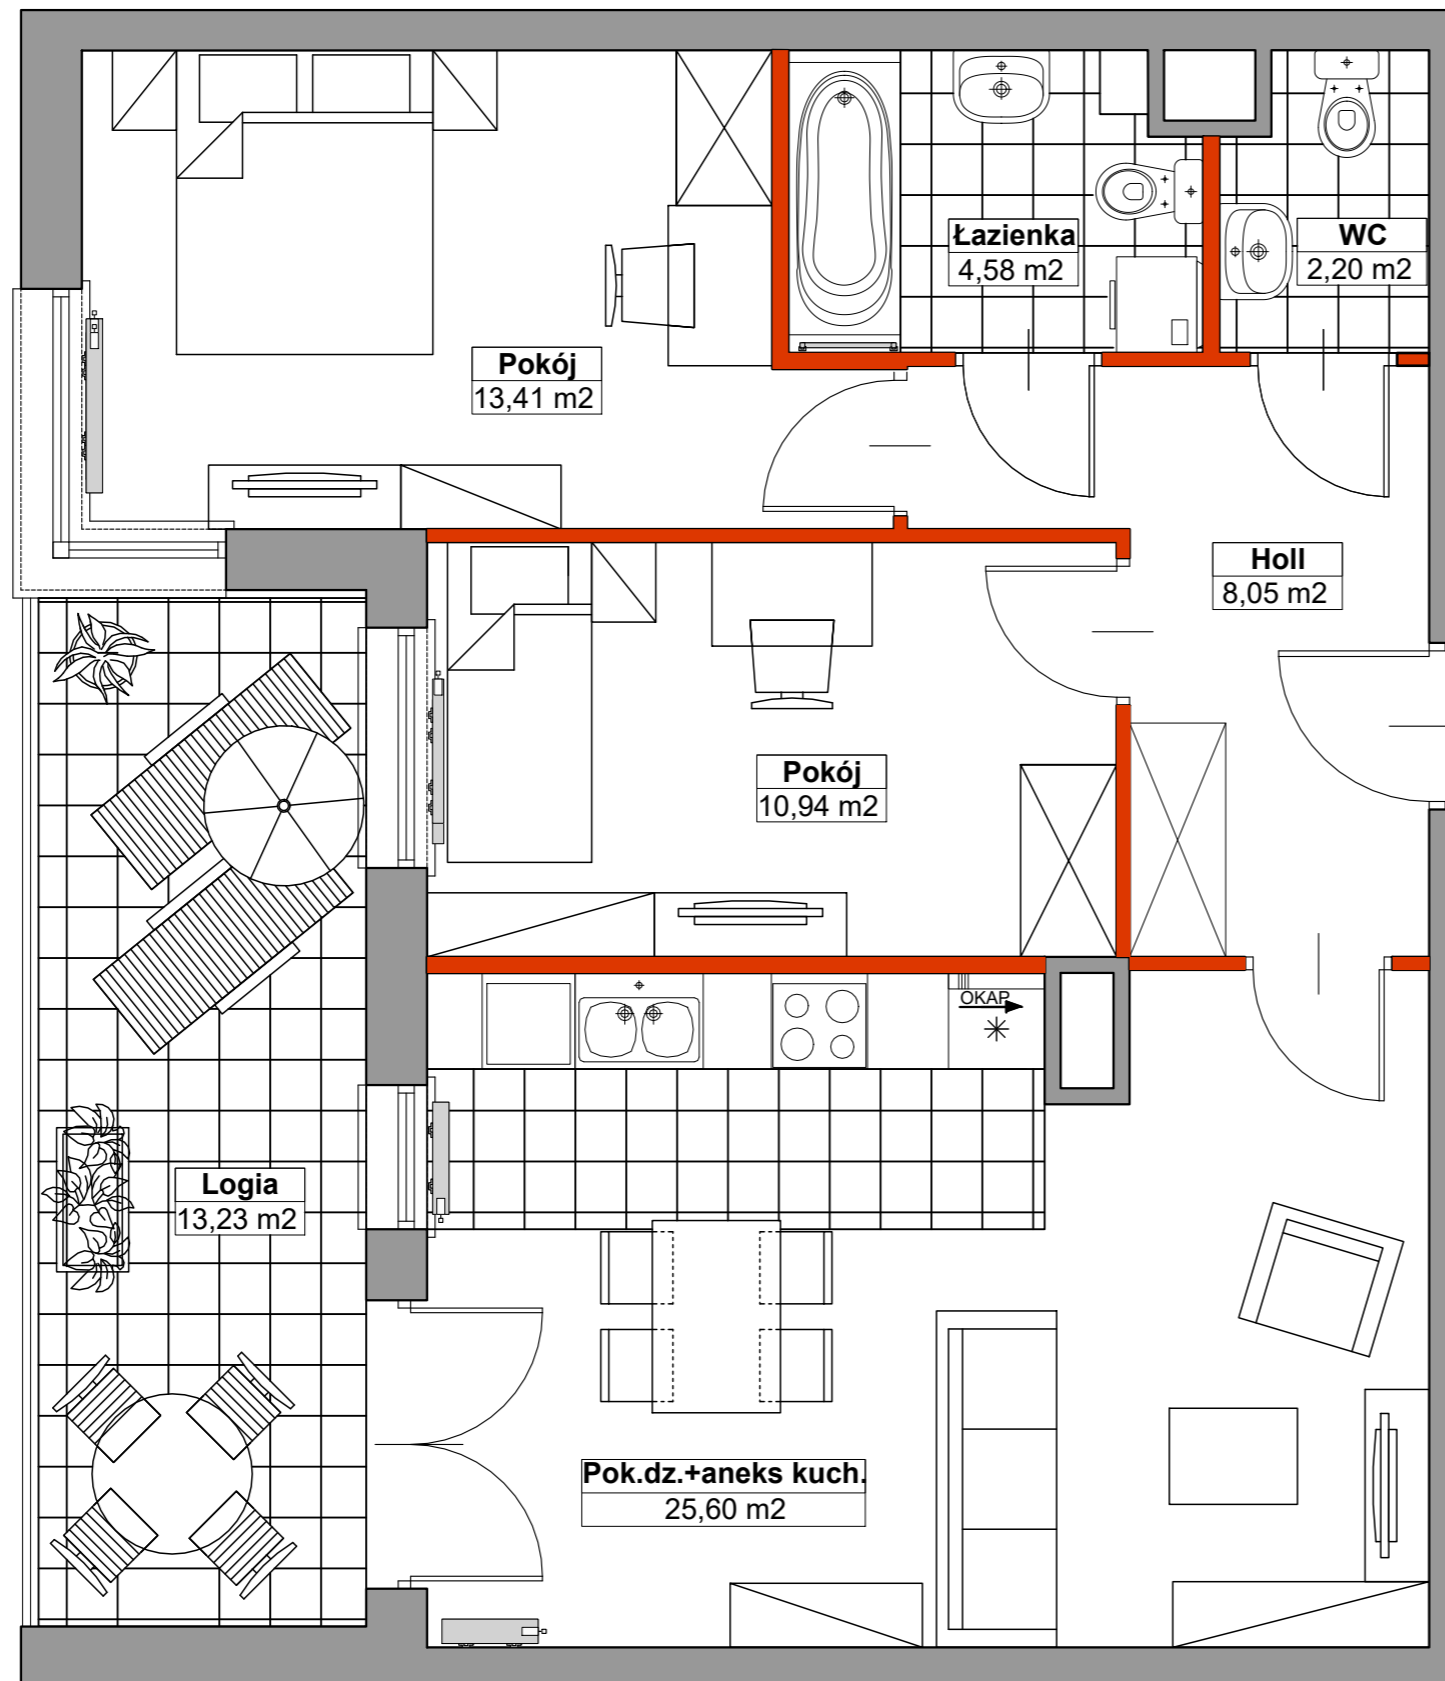 Łazienka
4,58 m2
WC
2,20 m2
Pokój
13,41 m2
Holl
8,05 m2
Pokój
10,94 m2
OKAP
Logia
13,23 m2
Pok.dz.+aneks kuch.
25,60 m2